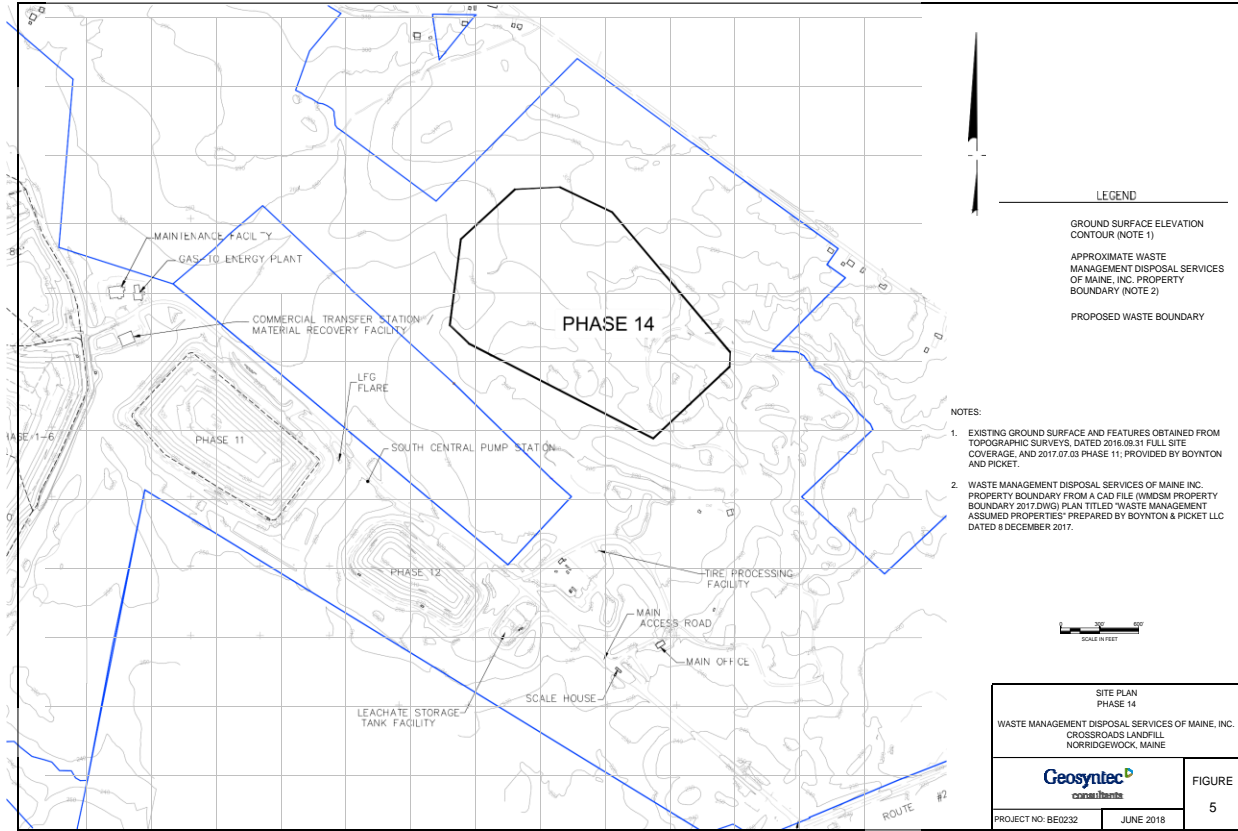 MAINTENANCE FACILITY
GAS-TO ENERGY PLANT
COMMERCIAL TRANSFER STATION /
MATERIAL RECOVERY FACILITY
LFG
FLARE
PHASE 14
PHASE 11
HASE 1-6
SOUTH CENTRAL PUMP STATION
PHASE 12
TIRE PROCESSING
FACILITY
MAIN
ACCESS ROAD
MAIN OFFICE
SCALE HOUSE
LEACHATE STORAGE
TANK FACILITY
ROUTE #2
LEGEND
GROUND SURFACE ELEVATION
CONTOUR (NOTE 1)
APPROXIMATE WASTE
MANAGEMENT DISPOSAL SERVICES
OF MAINE, INC. PROPERTY
BOUNDARY (NOTE 2)
PROPOSED WASTE BOUNDARY
NOTES:
1. EXISTING GROUND SURFACE AND FEATURES OBTAINED FROM
TOPOGRAPHIC SURVEYS, DATED 2016.09.31 FULL SITE
COVERAGE, AND 2017.07.03 PHASE 11; PROVIDED BY BOYNTON
AND PICKET.
2. WASTE MANAGEMENT DISPOSAL SERVICES OF MAINE INC.
PROPERTY BOUNDARY FROM A CAD FILE (WMDSM PROPERTY
BOUNDARY 2017.DWG) PLAN TITLED "WASTE MANAGEMENT
ASSUMED PROPERTIES" PREPARED BY BOYNTON & PICKET LLC
DATED 8 DECEMBER 2017.
0 300' 600'
SCALE IN FEET
SITE PLAN
PHASE 14
WASTE MANAGEMENT DISPOSAL SERVICES OF MAINE, INC.
CROSSROADS LANDFILL
NORRIDGEWOCK, MAINE
Geosyntec
consultants
FIGURE
5
PROJECT NO: BE0232
JUNE 2018